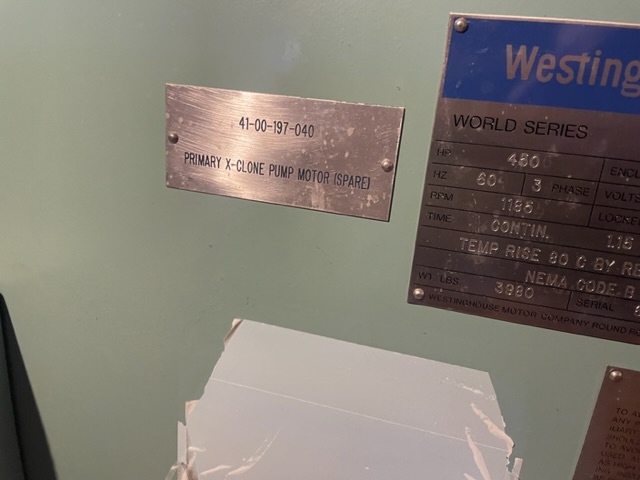 41-00-197-040
PRIMARY X-CLONE PUMP MOTOR (SPARE)
Westing
WORLD SERIES
HP 450 ENCL
HZ 60 3 PHASE VOLTS
RPM 1185
TIME CONTIN. 1.15
TEMP RISE 80 C BY RE
NEMA CODE B
WT. LBS. 3980 SERIAL
WESTINGHOUSE MOTOR COMPANY ROUND RO
TO AV